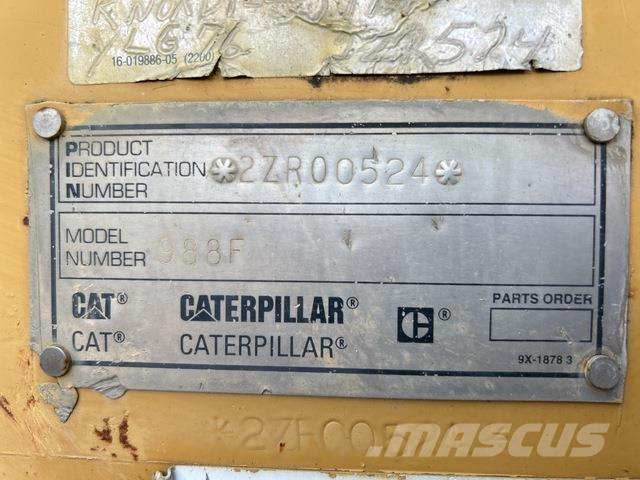 16-019886-05 (2200)
PRODUCT
IDENTIFICATION *2ZR00524*
NUMBER
MODEL
NUMBER 988F
CAT® CATERPILLAR® PARTS ORDER
CAT® CATERPILLAR®
9X-1878 3
MASCUS